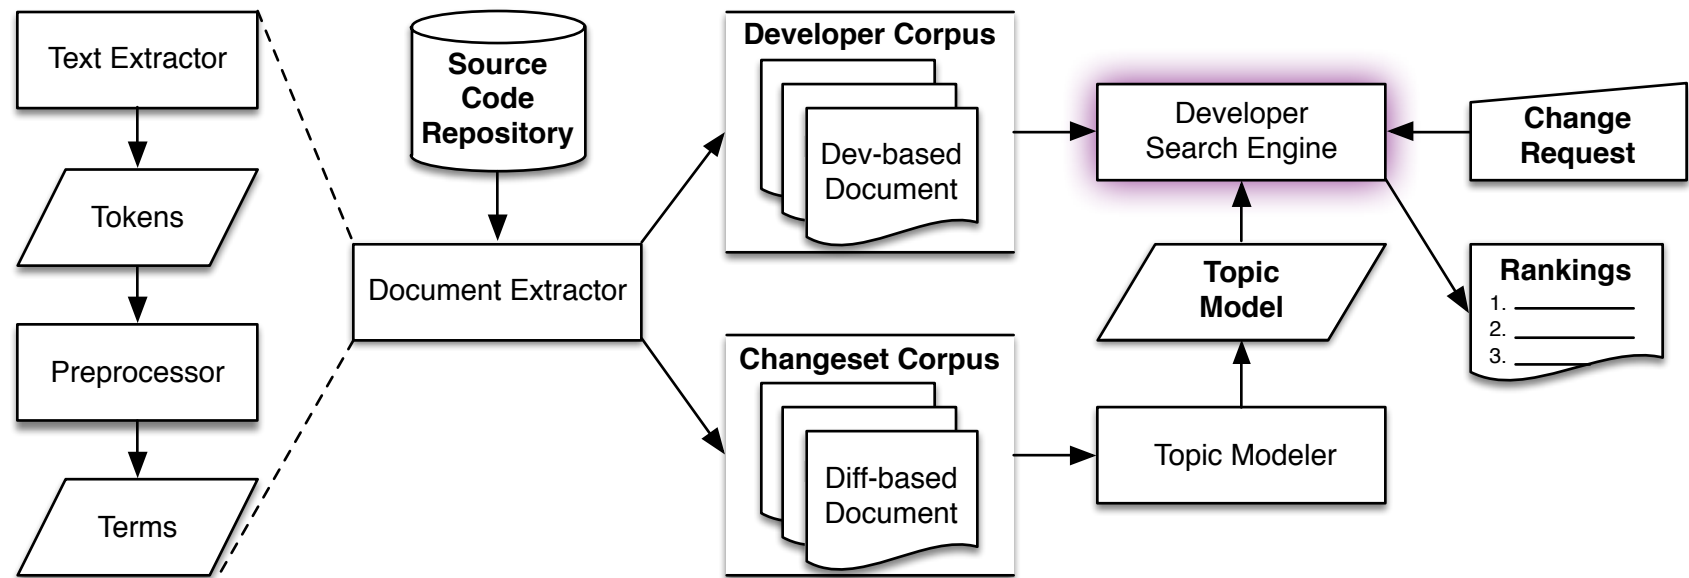 Text Extractor
Tokens
Preprocessor
Terms
Source
Code
Repository
Document Extractor
Developer Corpus
Dev-based
Document
Changeset Corpus
Diff-based
Document
Developer
Search Engine
Topic
Model
Topic Modeler
Change
Request
Rankings
1.
2.
3.